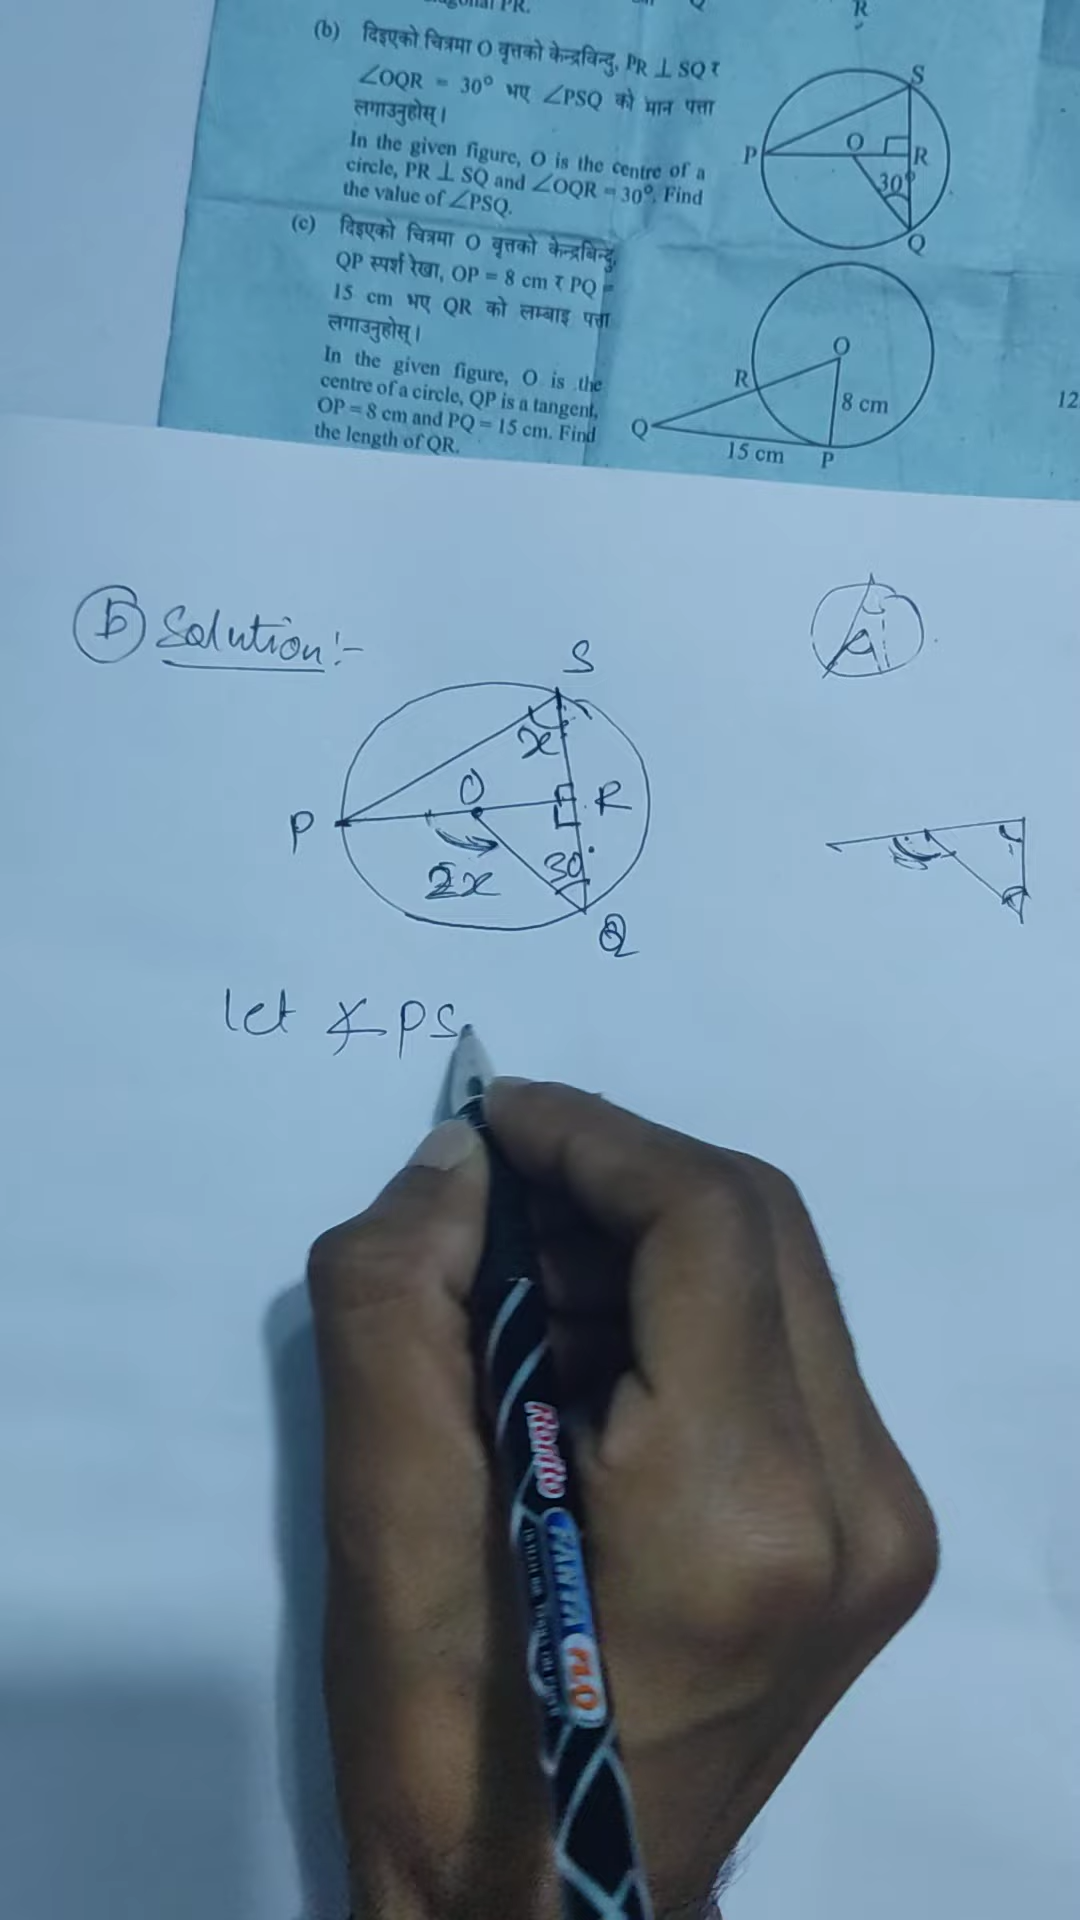 PR.
R
(b) दिइएको चित्रमा O वृत्तको केन्द्रविन्दु, PR ⊥ SQ र
∠OQR = 30° भए ∠PSQ को मान पत्ता
लगाउनुहोस् ।
In the given figure, O is the centre of a
circle, PR ⊥ SQ and ∠OQR = 30°. Find
the value of ∠PSQ.
S
P
O
R
30°
Q
(c) दिइएको चित्रमा O वृत्तको केन्द्रबिन्दु,
QP स्पर्श रेखा, OP = 8 cm र PQ =
15 cm भए QR को लम्बाइ पत्ता
लगाउनुहोस् ।
In the given figure, O is the
centre of a circle, QP is a tangent,
OP = 8 cm and PQ = 15 cm. Find
the length of QR.
O
R
8 cm
Q
15 cm
P
12
(b) Solution :-
S
x
O
R
P
2x
30°
Q
let ∠PS
FANTA